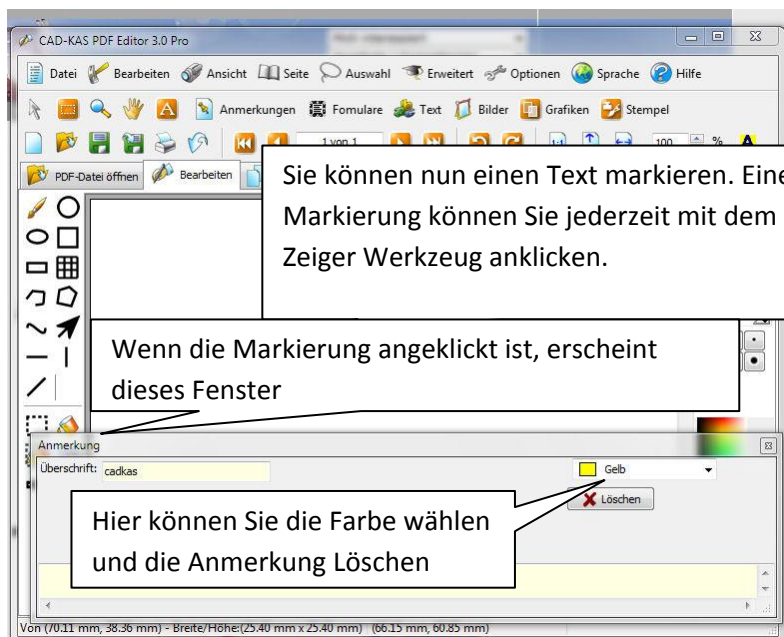 CAD-KAS PDF Editor 3.0 Pro
Datei Bearbeiten Ansicht Seite Auswahl Erweitert Optionen Sprache Hilfe
Anmerkungen Fomulare Text Bilder Grafiken Stempel
1 von 1 1:1 100 % A
PDF-Datei öffnen Bearbeiten
Sie können nun einen Text markieren. Eine
Markierung können Sie jederzeit mit dem
Zeiger Werkzeug anklicken.
Wenn die Markierung angeklickt ist, erscheint
dieses Fenster
Anmerkung
Überschrift: cadkas Gelb
Löschen
Hier können Sie die Farbe wählen
und die Anmerkung Löschen
Von (70.11 mm, 38.36 mm) - Breite/Höhe:(25.40 mm x 25.40 mm) (66.15 mm, 60.85 mm)